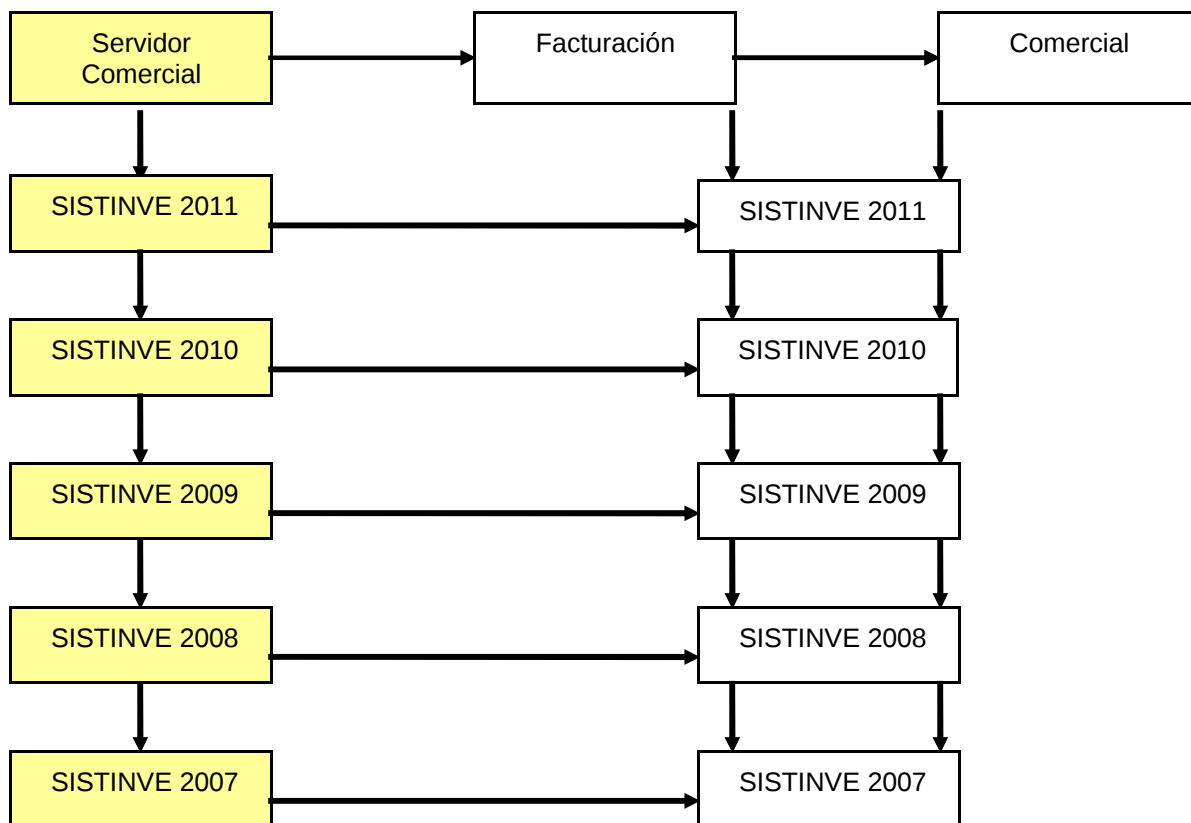 Servidor
Comercial
Facturación
Comercial
SISTINVE 2011
SISTINVE 2011
SISTINVE 2010
SISTINVE 2010
SISTINVE 2009
SISTINVE 2009
SISTINVE 2008
SISTINVE 2008
SISTINVE 2007
SISTINVE 2007